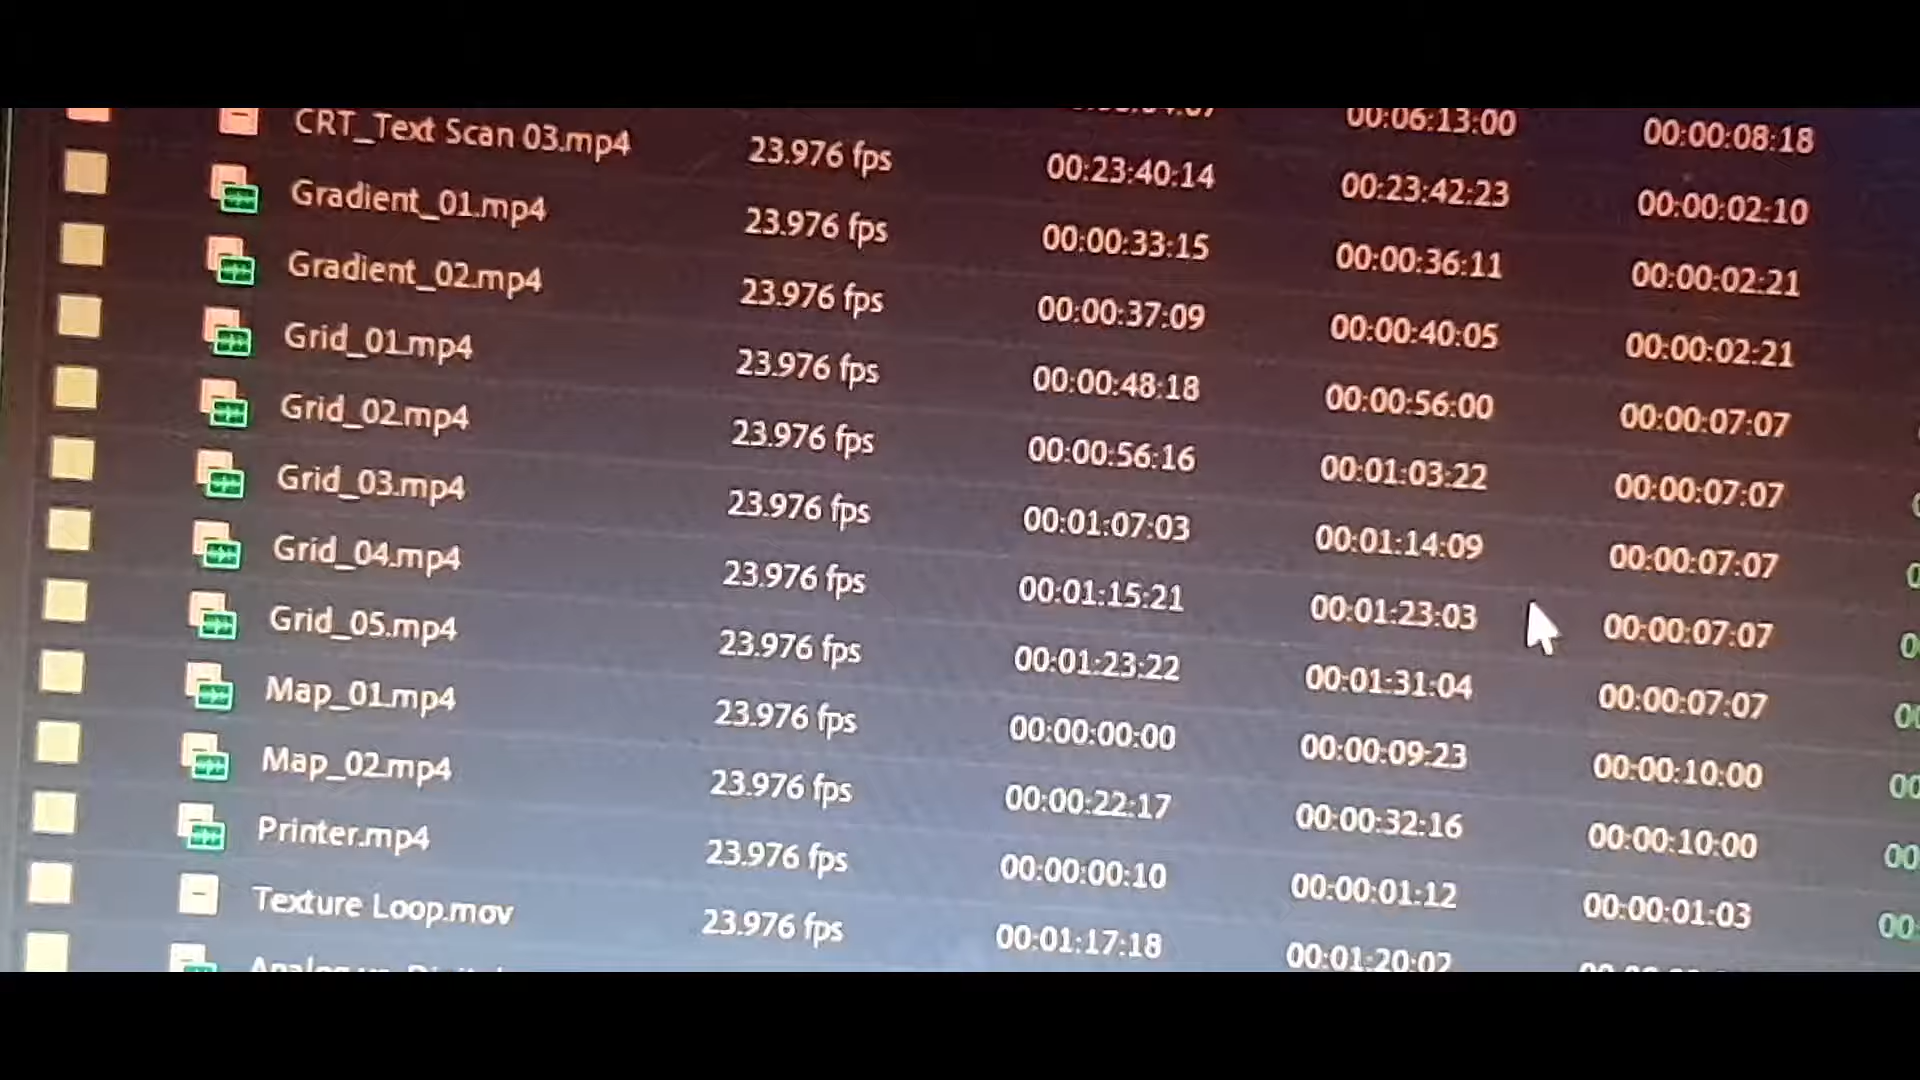 00:06:13:00 00:00:08:18
CRT_Text Scan 03.mp4 23.976 fps 00:23:40:14 00:23:42:23 00:00:02:10
Gradient_01.mp4 23.976 fps 00:00:33:15 00:00:36:11 00:00:02:21
Gradient_02.mp4 23.976 fps 00:00:37:09 00:00:40:05 00:00:02:21
Grid_01.mp4 23.976 fps 00:00:48:18 00:00:56:00 00:00:07:07
Grid_02.mp4 23.976 fps 00:00:56:16 00:01:03:22 00:00:07:07
Grid_03.mp4 23.976 fps 00:01:07:03 00:01:14:09 00:00:07:07
Grid_04.mp4 23.976 fps 00:01:15:21 00:01:23:03 00:00:07:07
Grid_05.mp4 23.976 fps 00:01:23:22 00:01:31:04 00:00:07:07
Map_01.mp4 23.976 fps 00:00:00:00 00:00:09:23 00:00:10:00
Map_02.mp4 23.976 fps 00:00:22:17 00:00:32:16 00:00:10:00
Printer.mp4 23.976 fps 00:00:00:10 00:00:01:12 00:00:01:03
Texture Loop.mov 23.976 fps 00:01:17:18 00:01:20:02